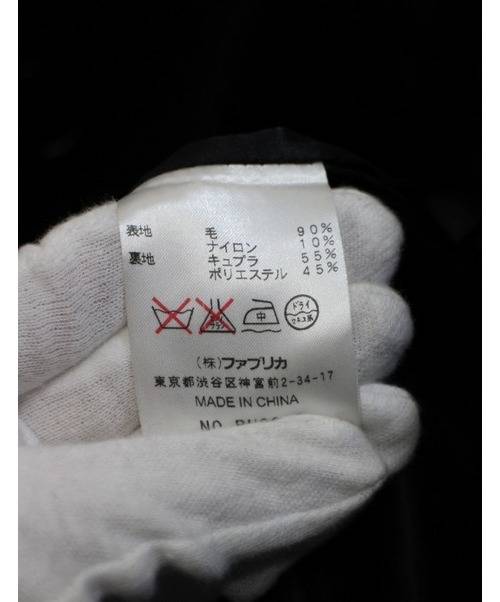 表地 毛 90%
ナイロン 10%
裏地 キュプラ 55%
ポリエステル 45%
中 ドライ
(株)ファブリカ
東京都渋谷区神宮前2-34-17
MADE IN CHINA